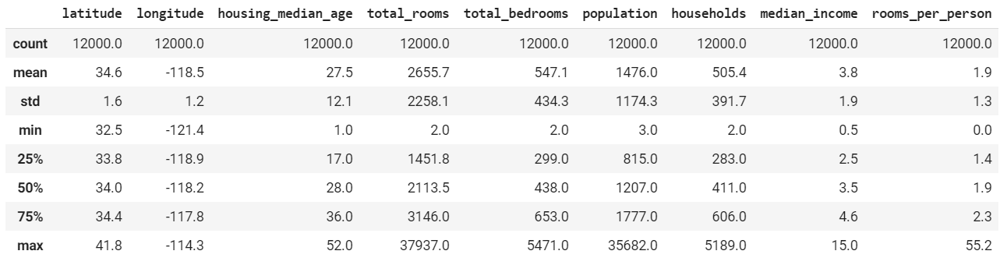 latitude longitude housing_median_age total_rooms total_bedrooms population households median_income rooms_per_person
count 12000.0 12000.0 12000.0 12000.0 12000.0 12000.0 12000.0 12000.0 12000.0
mean 34.6 -118.5 27.5 2655.7 547.1 1476.0 505.4 3.8 1.9
std 1.6 1.2 12.1 2258.1 434.3 1174.3 391.7 1.9 1.3
min 32.5 -121.4 1.0 2.0 2.0 3.0 2.0 0.5 0.0
25% 33.8 -118.9 17.0 1451.8 299.0 815.0 283.0 2.5 1.4
50% 34.0 -118.2 28.0 2113.5 438.0 1207.0 411.0 3.5 1.9
75% 34.4 -117.8 36.0 3146.0 653.0 1777.0 606.0 4.6 2.3
max 41.8 -114.3 52.0 37937.0 5471.0 35682.0 5189.0 15.0 55.2